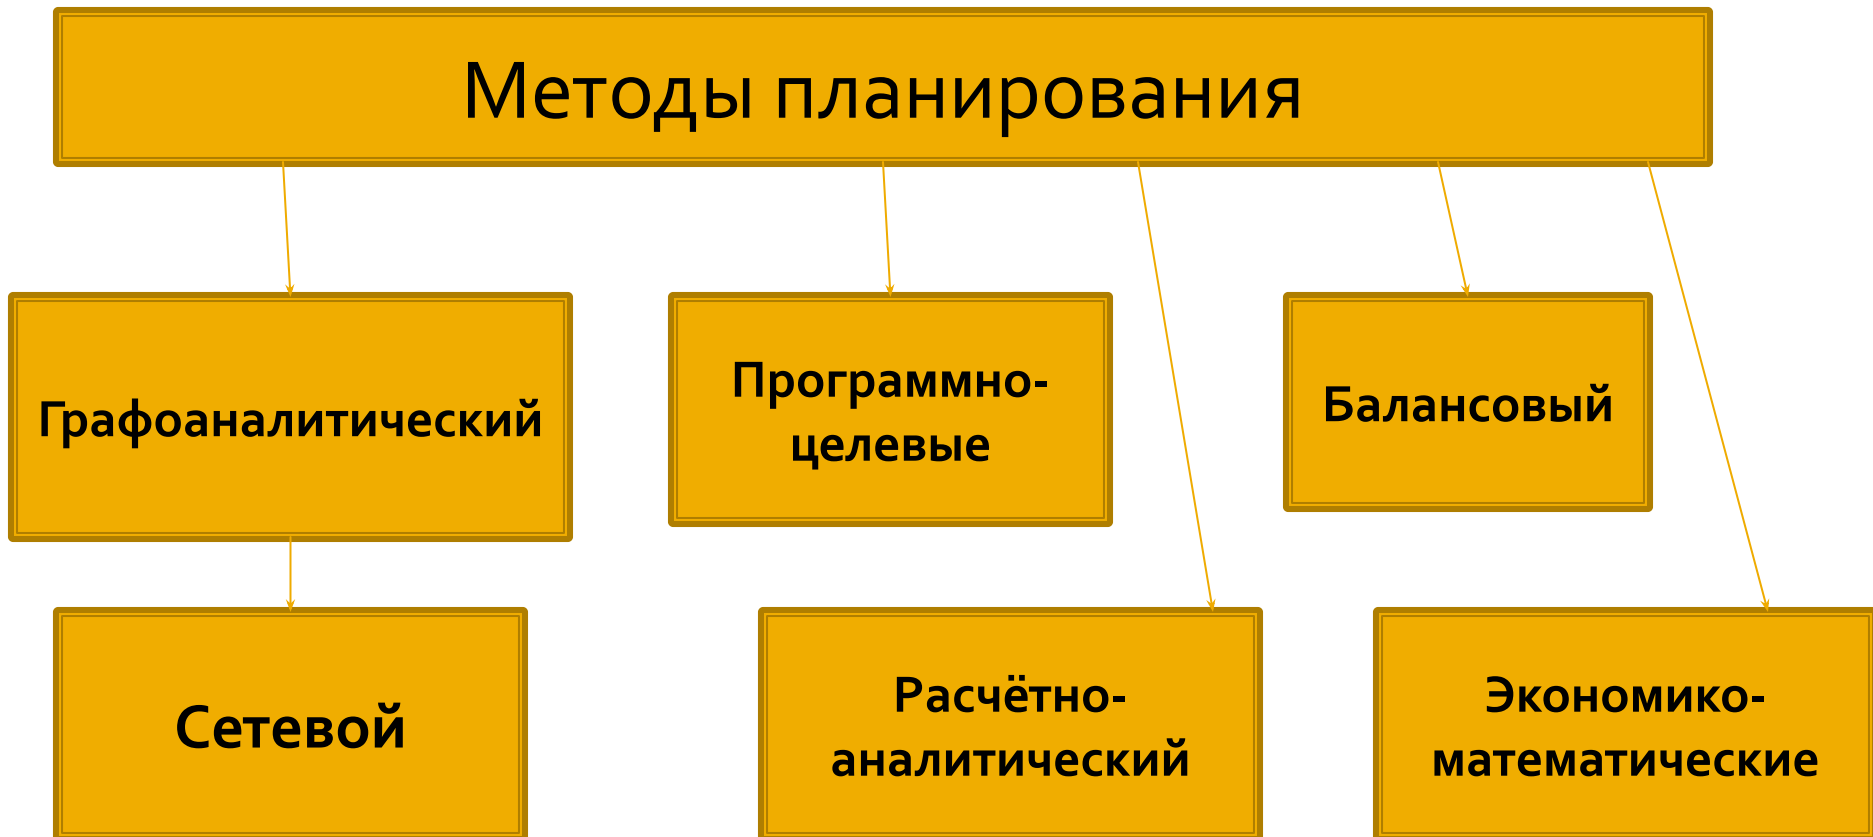 Методы планирования
Графоаналитический
Программно-
целевые
Балансовый
Сетевой
Расчётно-
аналитический
Экономико-
математические